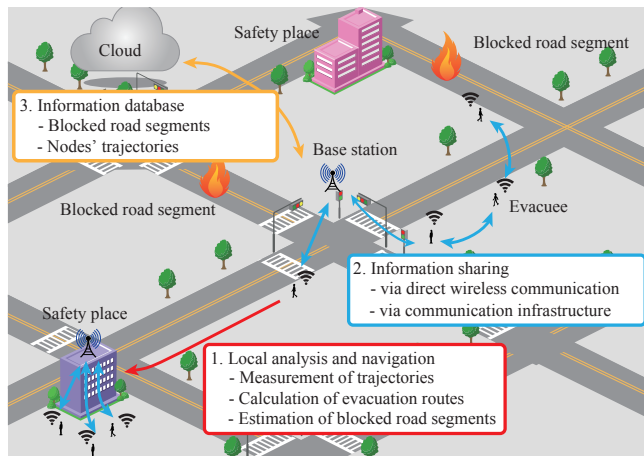 Cloud
Safety place
Blocked road segment
3. Information database
- Blocked road segments
- Nodes' trajectories
Base station
Blocked road segment
Evacuee
2. Information sharing
- via direct wireless communication
- via communication infrastructure
Safety place
1. Local analysis and navigation
- Measurement of trajectories
- Calculation of evacuation routes
- Estimation of blocked road segments